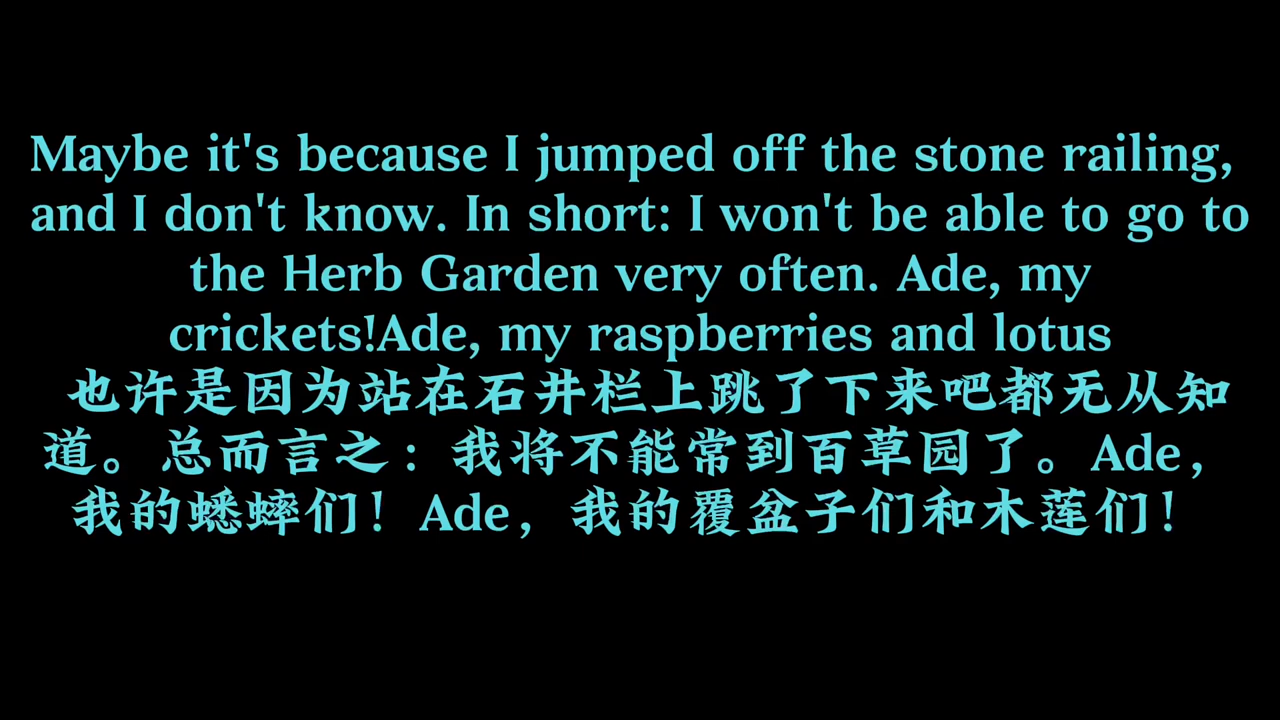 Maybe it's because I jumped off the stone railing,
and I don't know. In short: I won't be able to go to
the Herb Garden very often. Ade, my
crickets!Ade, my raspberries and lotus
也许是因为站在石井栏上跳了下来吧都无从知
道。总而言之：我将不能常到百草园了。Ade，
我的蟋蟀们！Ade，我的覆盆子们和木莲们！